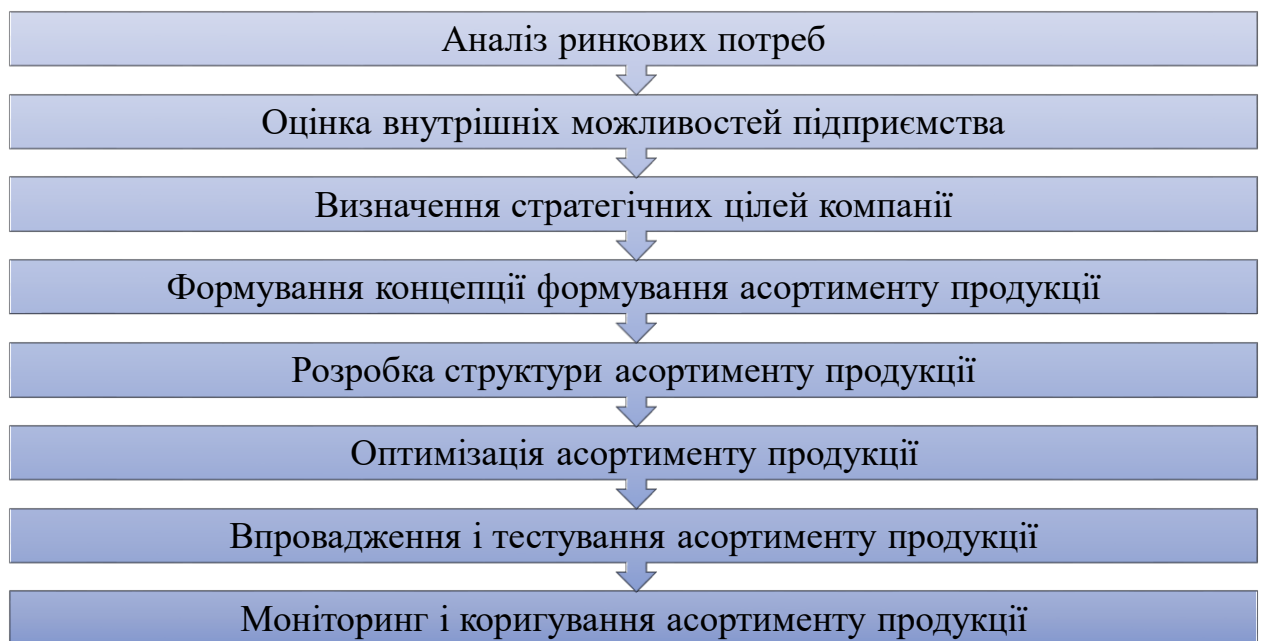 Аналіз ринкових потреб
Оцінка внутрішніх можливостей підприємства
Визначення стратегічних цілей компанії
Формування концепції формування асортименту продукції
Розробка структури асортименту продукції
Оптимізація асортименту продукції
Впровадження і тестування асортименту продукції
Моніторинг і коригування асортименту продукції